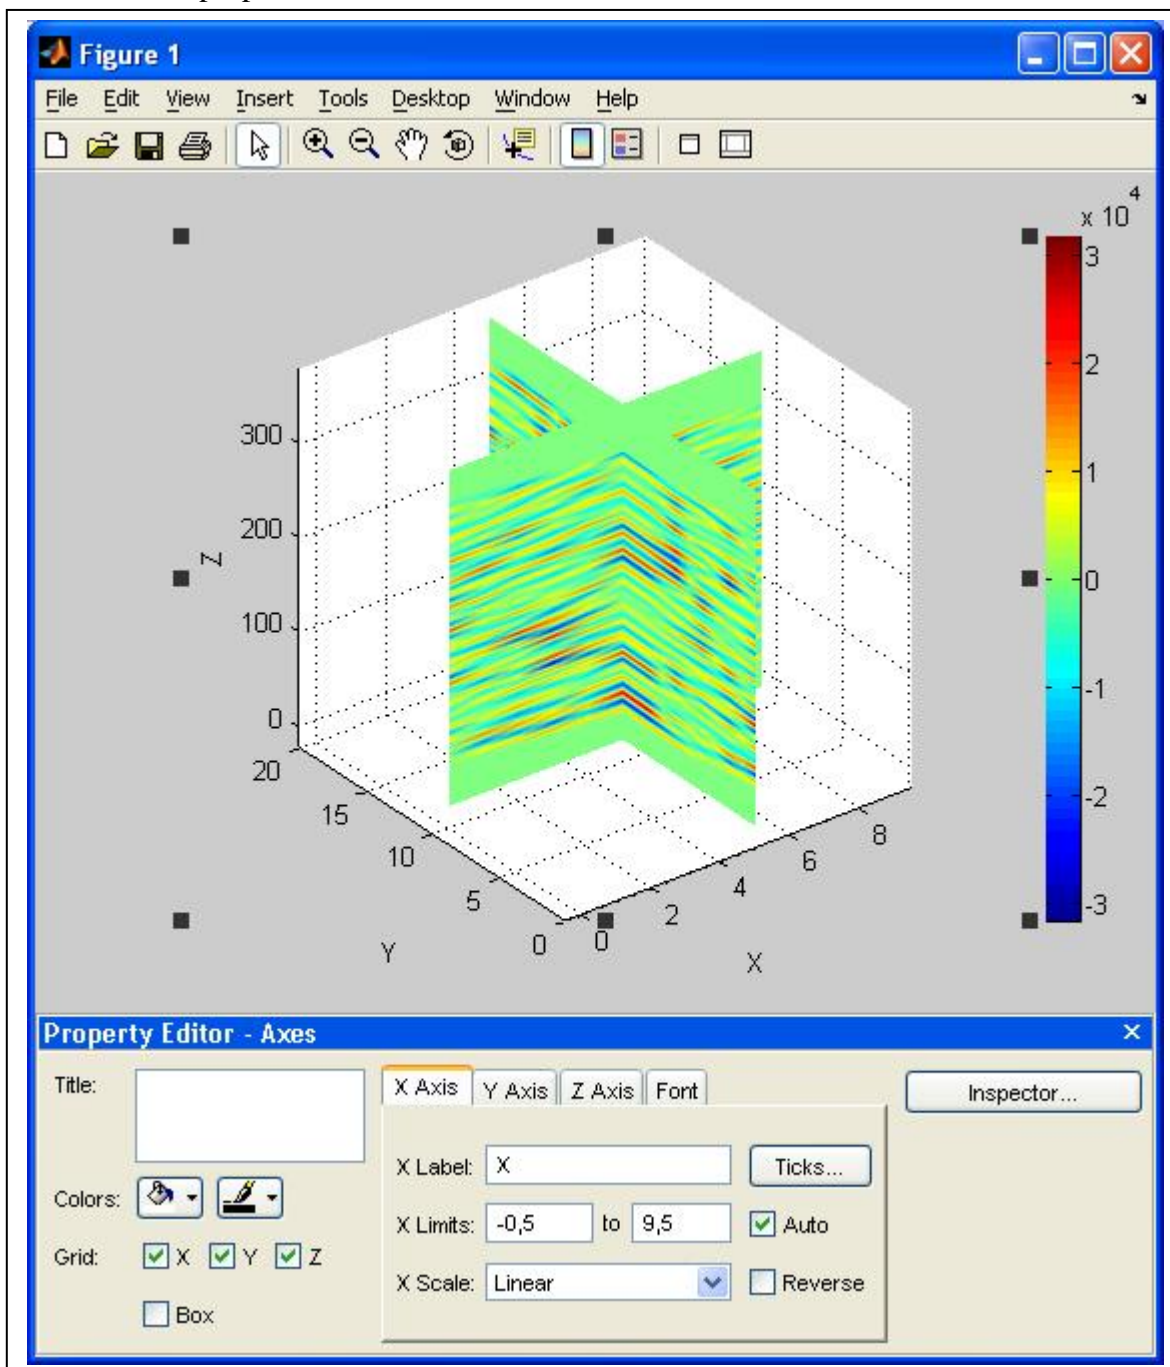 Figure 1
File Edit View Insert Tools Desktop Window Help
x 10^4
3
2
1
0
-1
-2
-3
300
200
100
0
Z
20
15
10
5
0
Y
0
2
4
6
8
X
Property Editor - Axes
Title:
X Axis Y Axis Z Axis Font
Inspector...
X Label: X Ticks...
Colors:
X Limits: -0,5 to 9,5 Auto
Grid: X Y Z
X Scale: Linear Reverse
Box